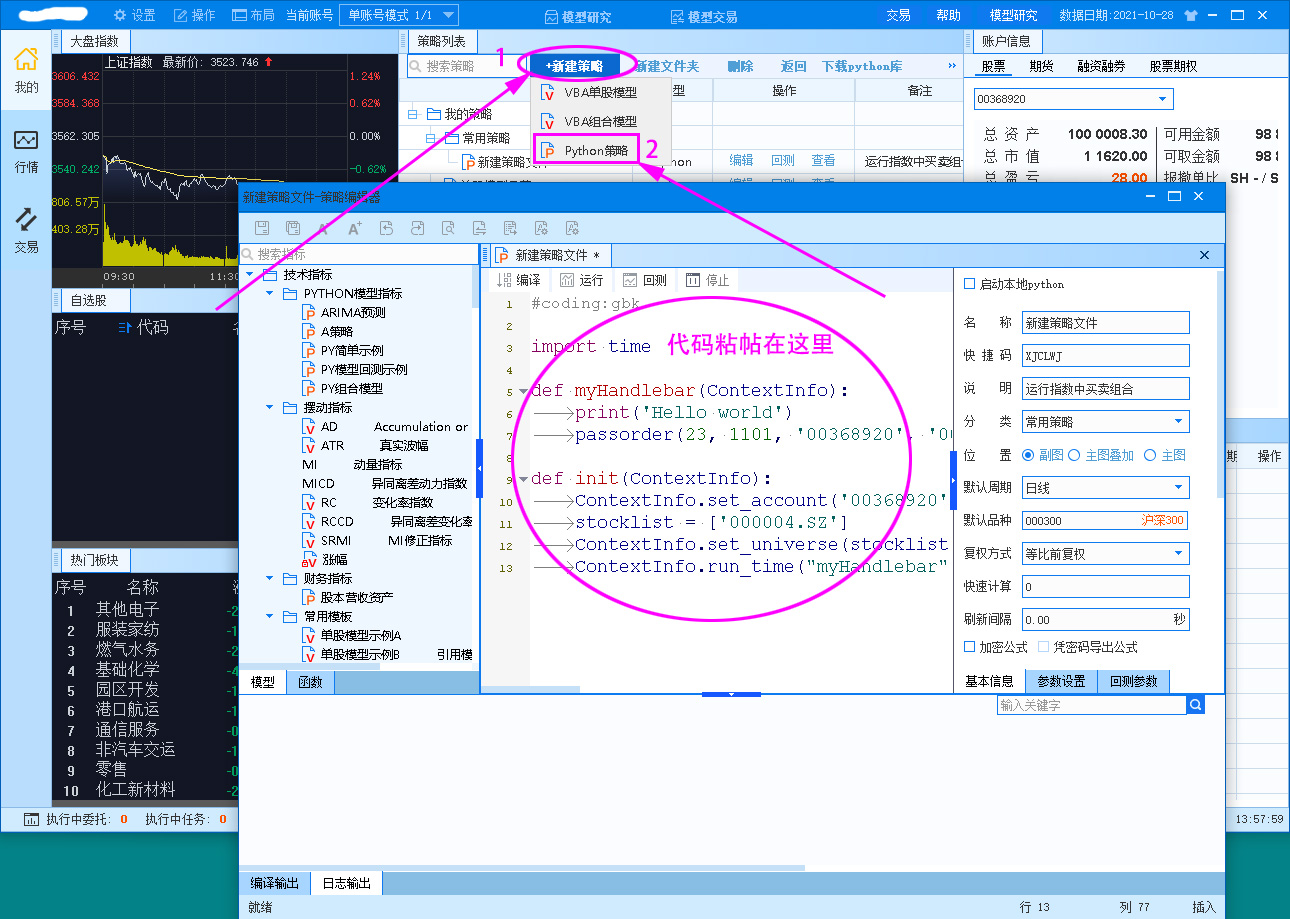 设置 操作 布局 当前账号 单账号模式 1/1 模型研究 模型交易 交易 帮助 模型研究 数据日期:2021-10-28
大盘指数 策略列表 账户信息
我的
行情
交易
上证指数 最新价: 3523.746
3606.432 1.24%
3584.368 0.62%
3562.305 0.00%
3540.242 -0.62%
806.57万
403.28万
09:30 11:30
自选股
序号 代码
热门板块
序号 名称
1 其他电子 -2
2 服装家纺 -1
3 燃气水务 -2
4 基础化学 -4
5 园区开发 -1
6 港口航运 -1
7 通信服务 -0
8 非汽车交运 -1
9 零售 -0
10 化工新材料 -2
搜索策略 1 +新建策略 新建文件夹 删除 返回 下载python库 »
型 操作 备注
VBA单股模型
VBA组合模型
Python策略 2
我的策略
常用策略
新建策略文 hon 编辑 回测 查看 运行指数中买卖组
股票 期货 融资融券 股票期权
00368920
总资产 100 0008.30 可用金额 98 8
总市值 1 1620.00 可取金额 98 8
总盈亏 28.00 报撤单比 SH - / S
期 操作
新建策略文件-策略编辑器
搜索指标
技术指标
PYTHON模型指标
ARIMA预测
A策略
PY简单示例
PY模型回测示例
PY组合模型
摆动指标
AD Accumulation or
ATR 真实波幅
MI 动量指标
MICD 异同离差动力指数
RC 变化率指数
RCCD 异同离差变化率
SRMI MI修正指标
涨幅
财务指标
股本营收资产
常用模板
单股模型示例A
单股模型示例B 引用模
模型 函数
新建策略文件 *
编译 运行 回测 停止
1 #coding:gbk
2
3 import time 代码粘帖在这里
4
5 def myHandlebar(ContextInfo):
6 print('Hello world')
7 passorder(23, 1101, '00368920', '00
8
9 def init(ContextInfo):
10 ContextInfo.set_account('00368920'
11 stocklist = ['000004.SZ']
12 ContextInfo.set_universe(stocklist
13 ContextInfo.run_time("myHandlebar"
启动本地python
名称 新建策略文件
快捷码 XJCLWJ
说明 运行指数中买卖组合
分类 常用策略
位置 副图 主图叠加 主图
默认周期 日线
默认品种 000300 沪深300
复权方式 等比前复权
快速计算 0
刷新间隔 0.00 秒
加密公式 凭密码导出公式
基本信息 参数设置 回测参数
输入关键字
编译输出 日志输出
就绪 行 13 列 77 插入
执行中委托: 0 执行中任务: 0 13:57:59